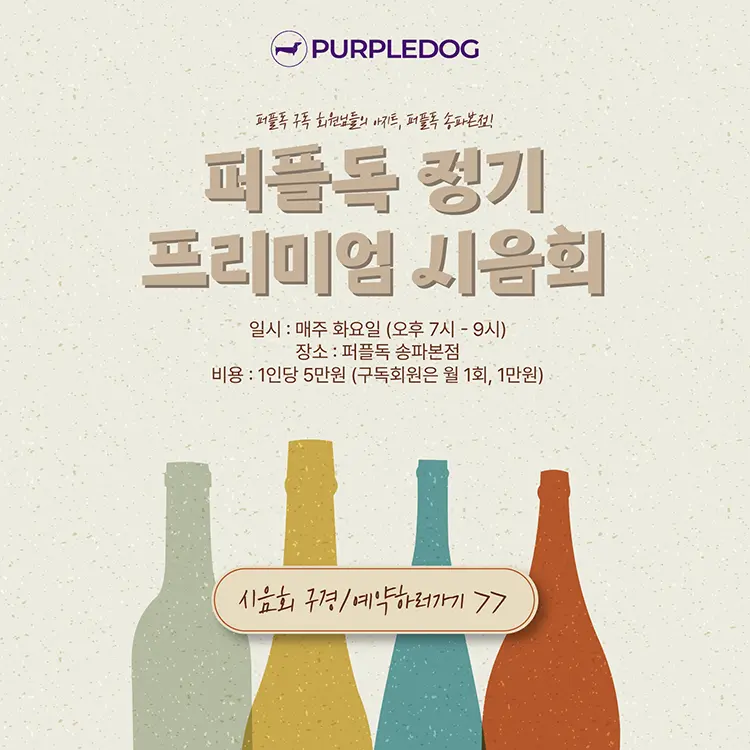 PURPLEDOG
퍼플독 구독 회원님들의 아지트, 퍼플독 송파본점!
퍼플독 정기
프리미엄 시음회
일시 : 매주 화요일 (오후 7시 - 9시)
장소 : 퍼플독 송파본점
비용 : 1인당 5만원 (구독회원은 월 1회, 1만원)
시음회 구경/예약하러가기 >>